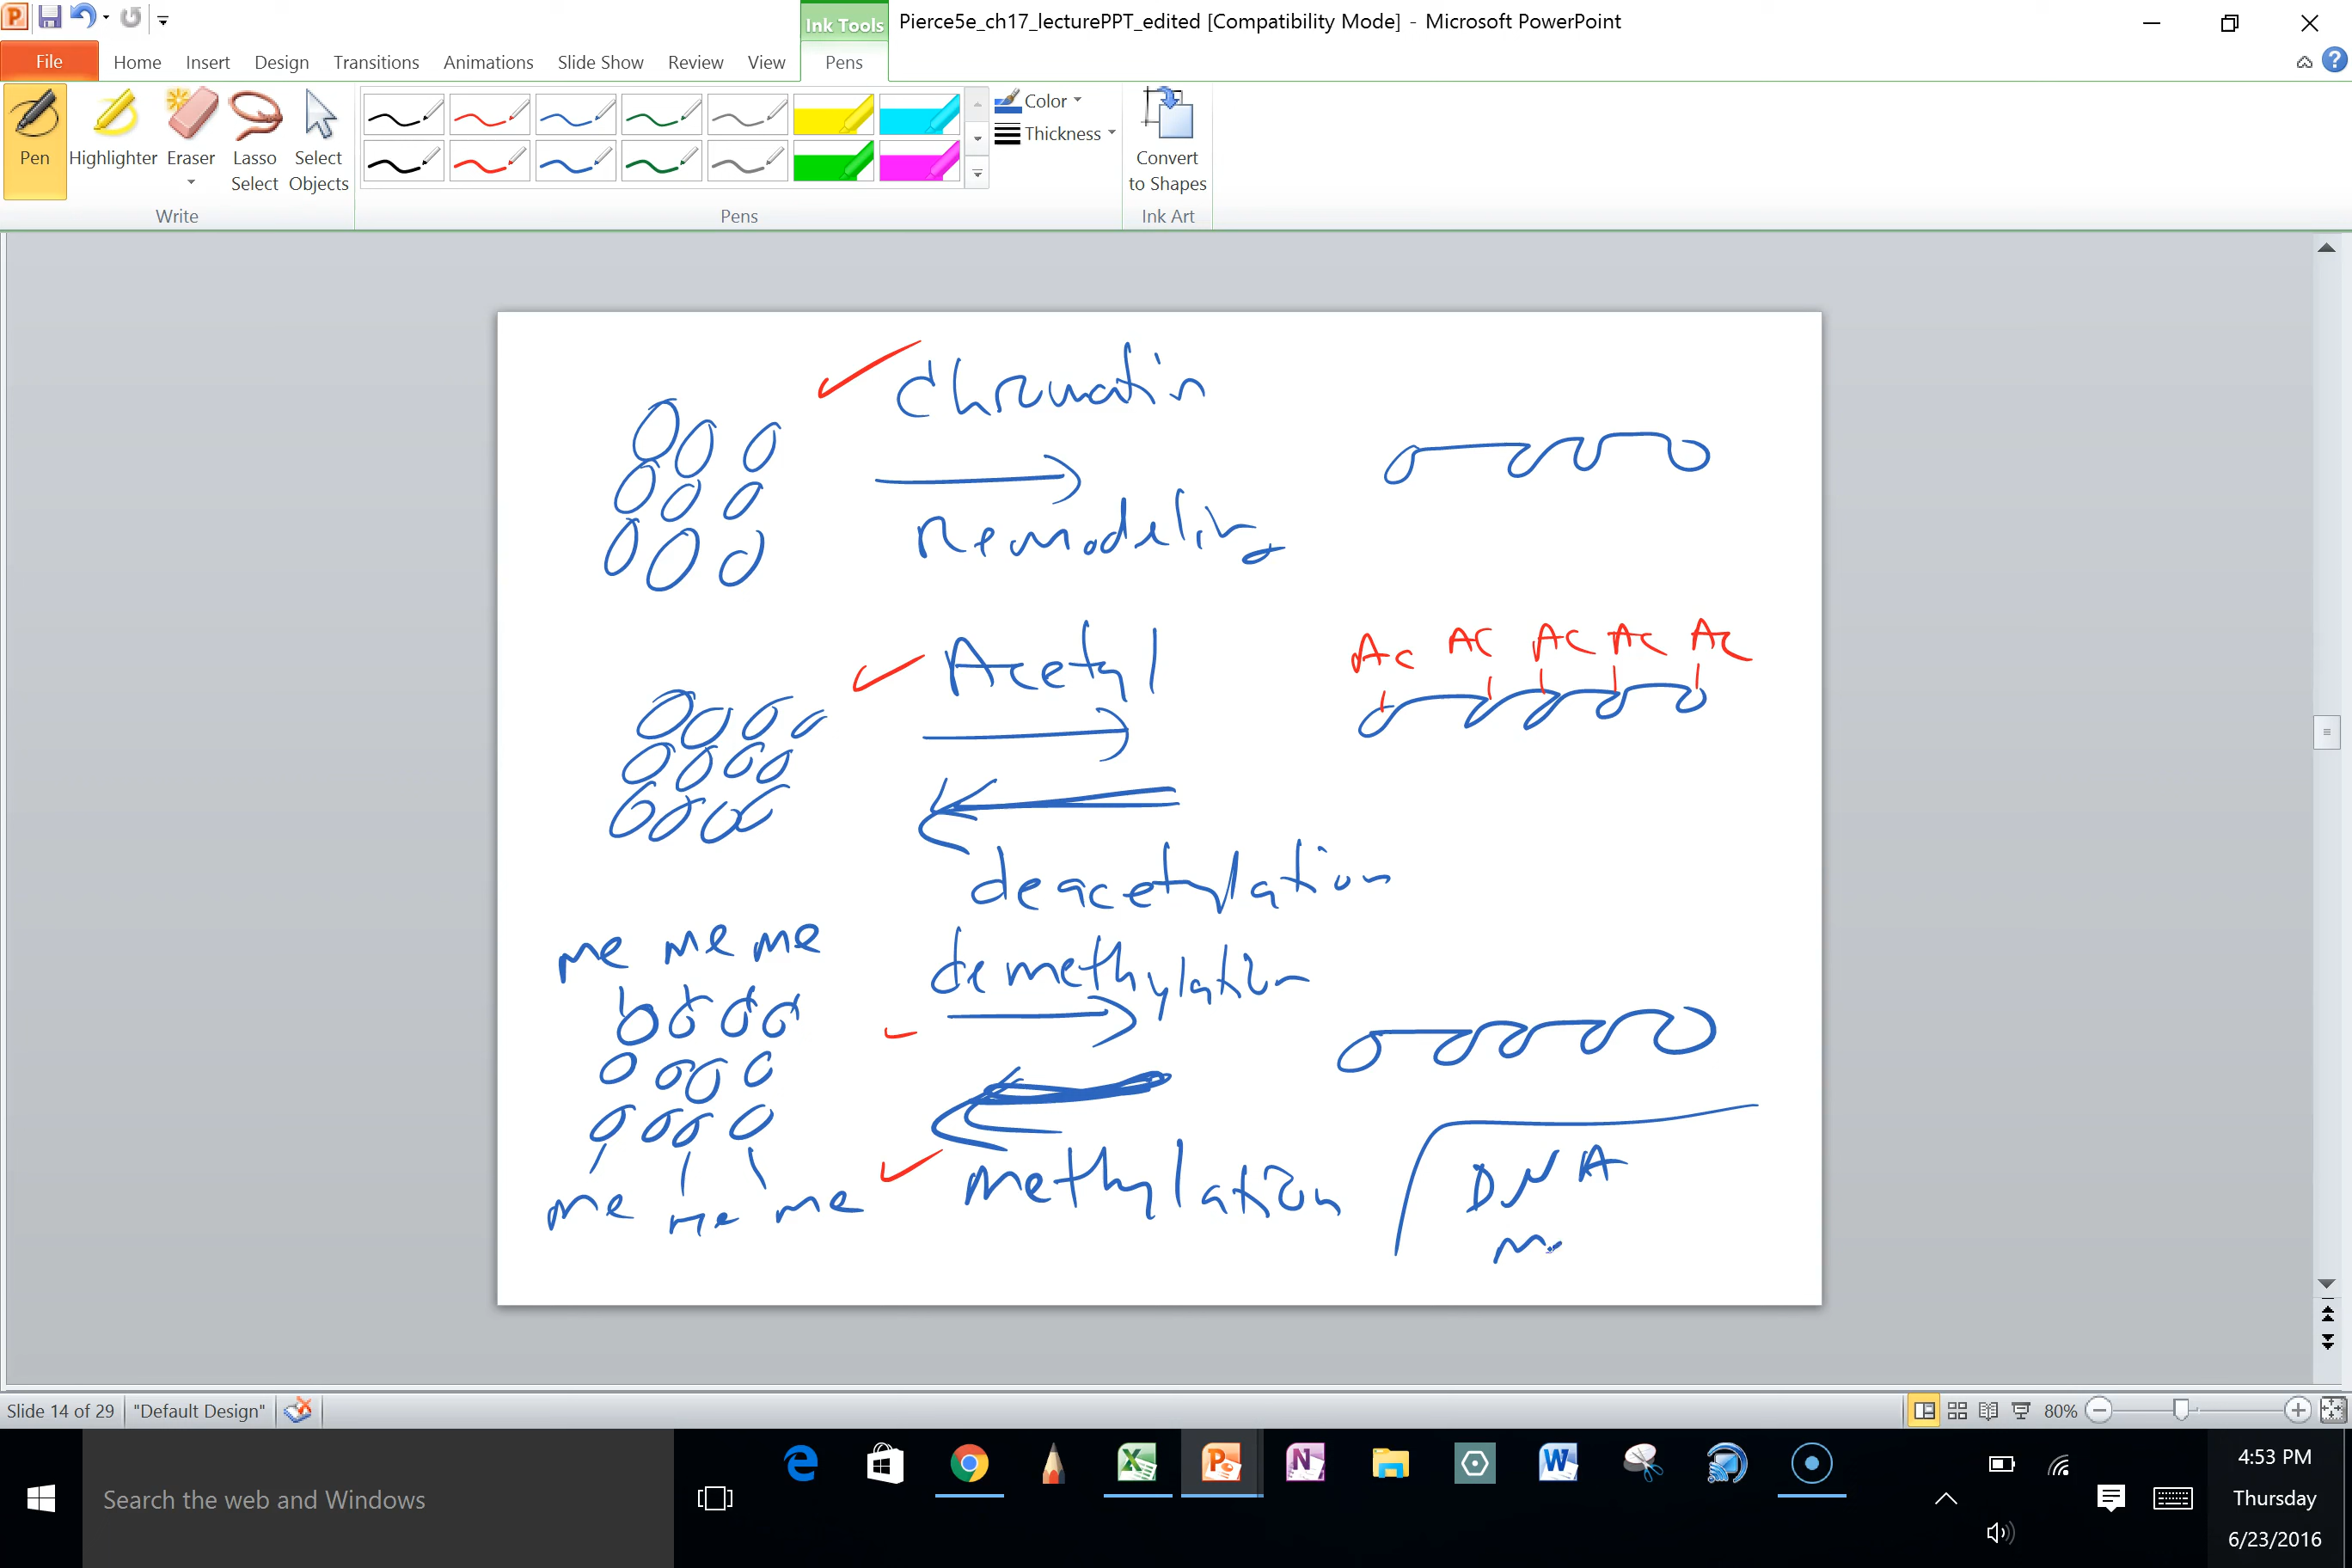 Ink Tools
Pierce5e_ch17_lecturePPT_edited [Compatibility Mode] - Microsoft PowerPoint
File Home Insert Design Transitions Animations Slide Show Review View Pens
Pen Highlighter Eraser Lasso Select Select Objects
Color
Thickness
Convert to Shapes
Write Pens Ink Art
Chromatin
Remodeling
Ac Ac Ac Ac Ac
Acetyl
deacetylation
me me me
demethylation
methylation
me me me
DNA
m
Slide 14 of 29 "Default Design" 80%
Search the web and Windows
4:53 PM
Thursday
6/23/2016